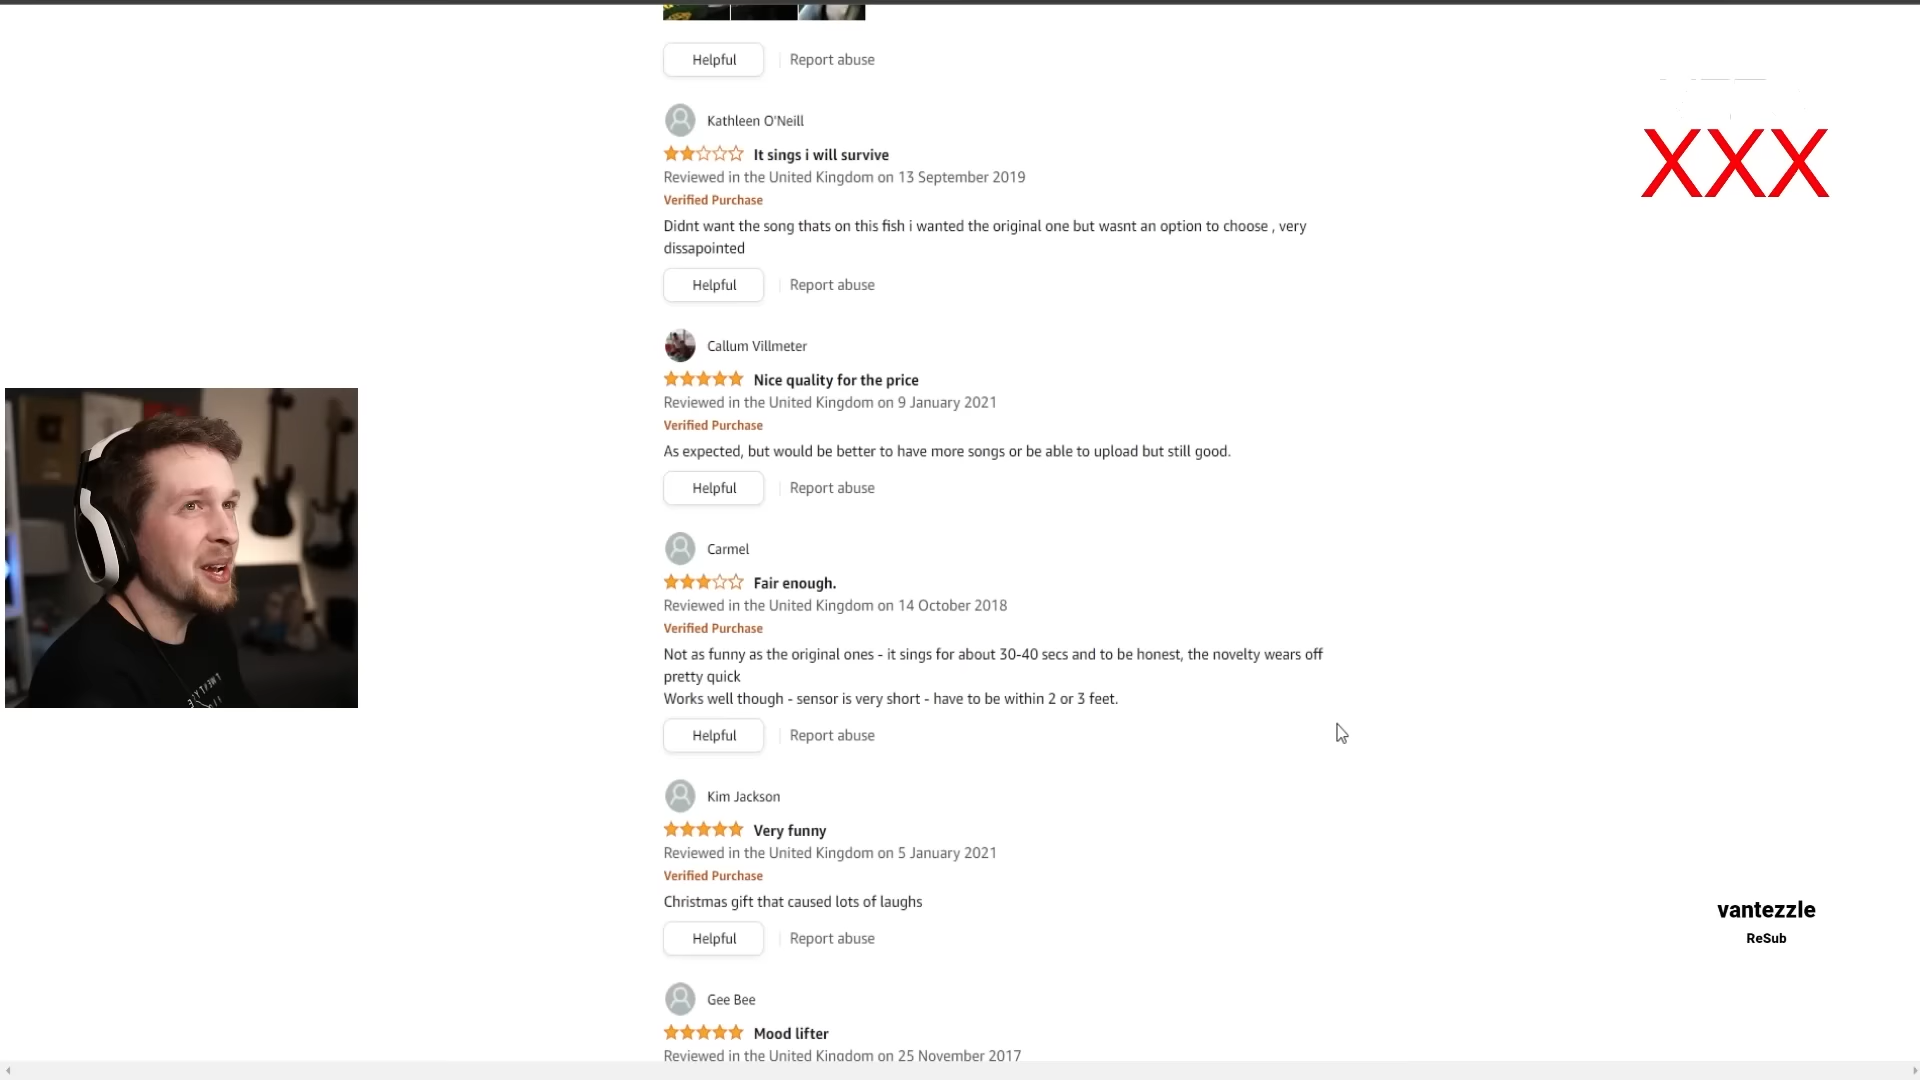 Helpful
Report abuse
Kathleen O'Neill
It sings i will survive
Reviewed in the United Kingdom on 13 September 2019
Verified Purchase
Didnt want the song thats on this fish i wanted the original one but wasnt an option to choose , very
dissapointed
Helpful
Report abuse
Callum Villmeter
Nice quality for the price
Reviewed in the United Kingdom on 9 January 2021
Verified Purchase
As expected, but would be better to have more songs or be able to upload but still good.
Helpful
Report abuse
Carmel
Fair enough.
Reviewed in the United Kingdom on 14 October 2018
Verified Purchase
Not as funny as the original ones - it sings for about 30-40 secs and to be honest, the novelty wears off
pretty quick
Works well though - sensor is very short - have to be within 2 or 3 feet.
Helpful
Report abuse
Kim Jackson
Very funny
Reviewed in the United Kingdom on 5 January 2021
Verified Purchase
Christmas gift that caused lots of laughs
Helpful
Report abuse
Gee Bee
Mood lifter
Reviewed in the United Kingdom on 25 November 2017
XXX
vantezzle
ReSub